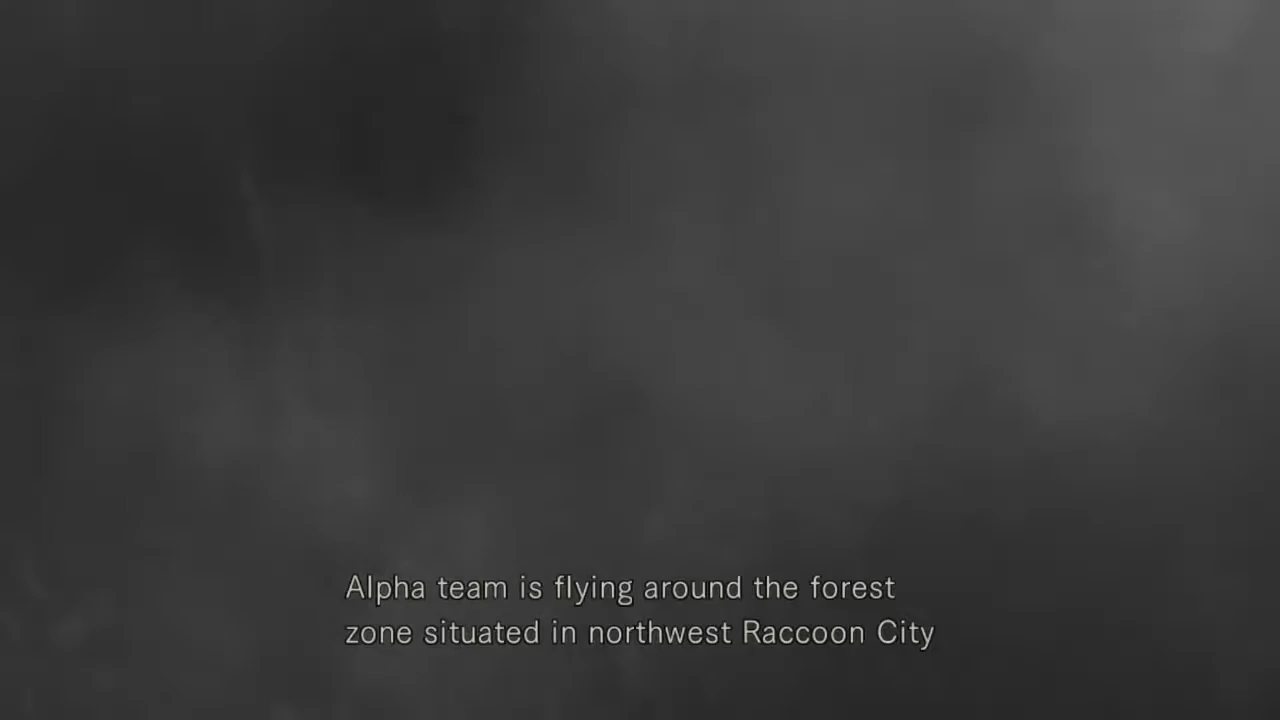 Alpha team is flying around the forest
zone situated in northwest Raccoon City